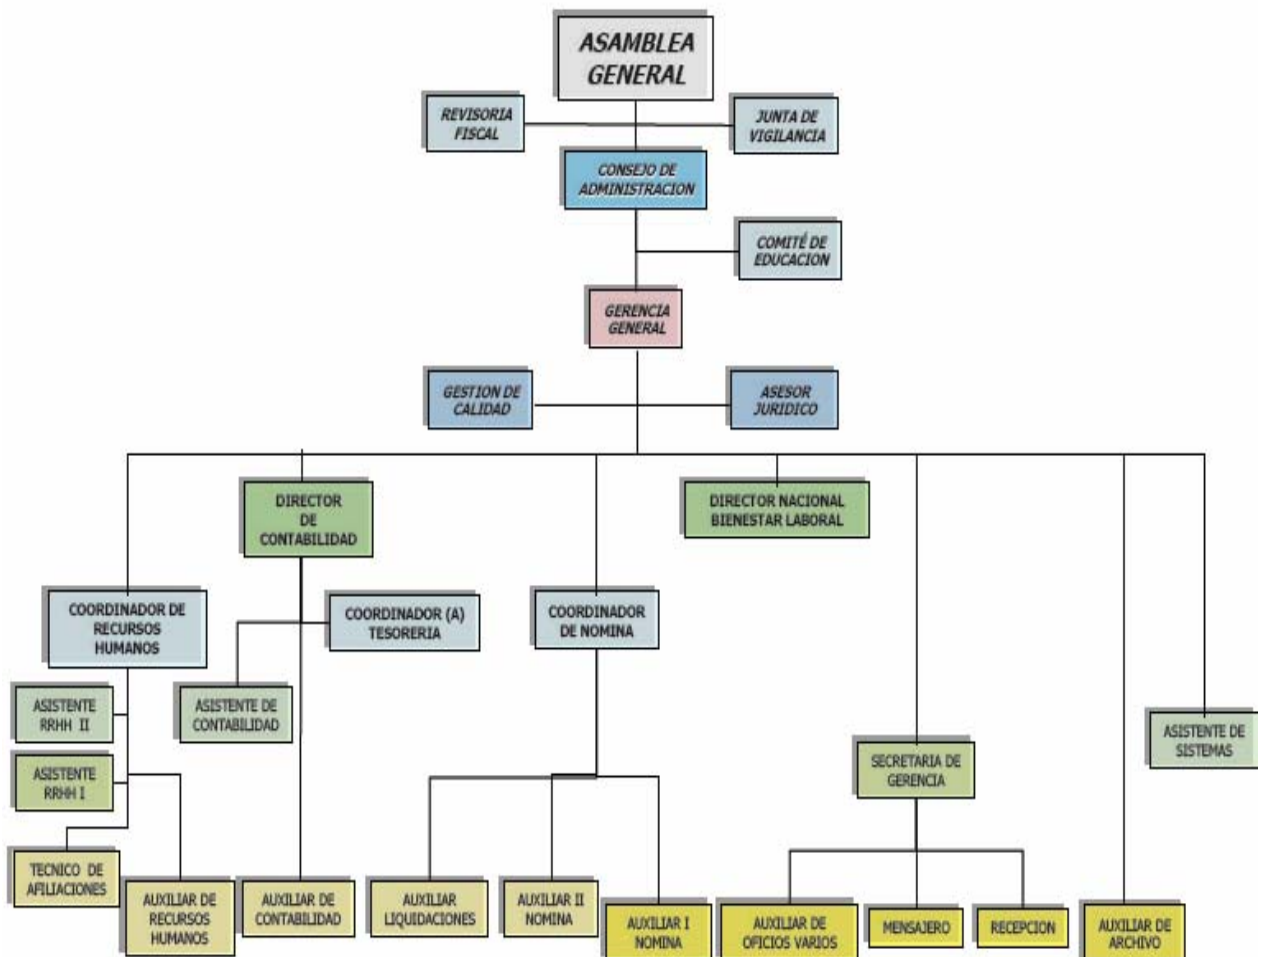 ASAMBLEA
GENERAL
REVISORIA
FISCAL
JUNTA DE
VIGILANCIA
CONSEJO DE
ADMINISTRACION
COMITÉ DE
EDUCACION
GERENCIA
GENERAL
GESTION DE
CALIDAD
ASESOR
JURIDICO
DIRECTOR
DE
CONTABILIDAD
DIRECTOR NACIONAL
BIENESTAR LABORAL
COORDINADOR DE
RECURSOS
HUMANOS
COORDINADOR (A)
TESORERIA
COORDINADOR
DE NOMINA
ASISTENTE
RRHH II
ASISTENTE DE
CONTABILIDAD
ASISTENTE DE
SISTEMAS
ASISTENTE
RRHH I
SECRETARIA DE
GERENCIA
TECNICO DE
AFILIACIONES
AUXILIAR DE
RECURSOS
HUMANOS
AUXILIAR DE
CONTABILIDAD
AUXILIAR
LIQUIDACIONES
AUXILIAR II
NOMINA
AUXILIAR I
NOMINA
AUXILIAR DE
OFICIOS VARIOS
MENSAJERO
RECEPCION
AUXILIAR DE
ARCHIVO